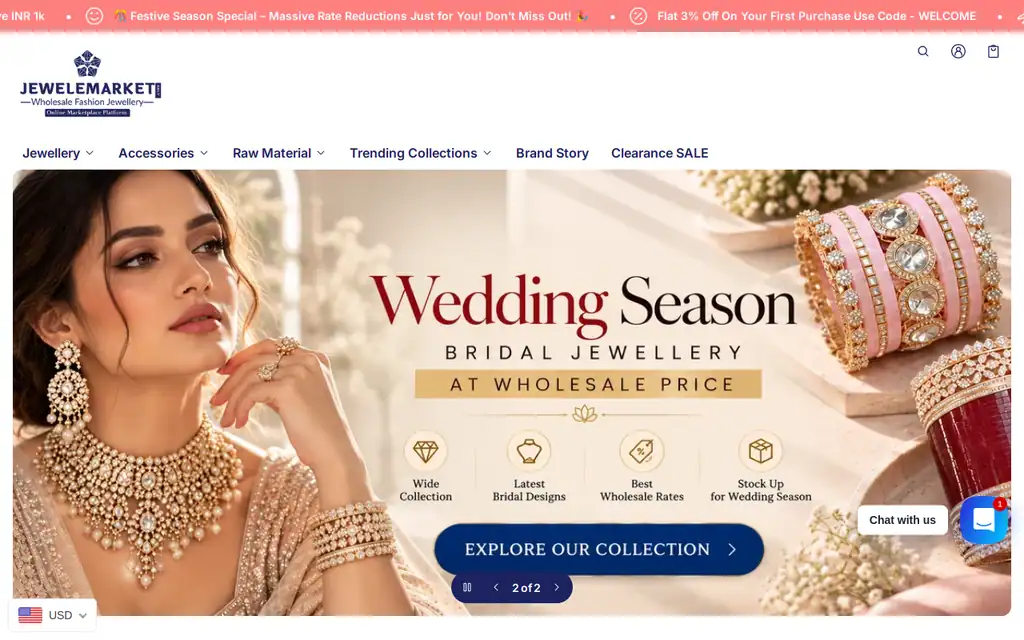 ve INR 1k
🎊 Festive Season Special – Massive Rate Reductions Just for You! Don't Miss Out! 🎉
Flat 3% Off On Your First Purchase Use Code - WELCOME
JEWELEMARKET
Wholesale Fashion Jewellery
Online Marketplace Platform
Jewellery
Accessories
Raw Material
Trending Collections
Brand Story
Clearance SALE
Wedding Season
BRIDAL JEWELLERY
AT WHOLESALE PRICE
Wide
Collection
Latest
Bridal Designs
Best
Wholesale Rates
Stock Up
for Wedding Season
EXPLORE OUR COLLECTION
2 of 2
Chat with us
1
USD